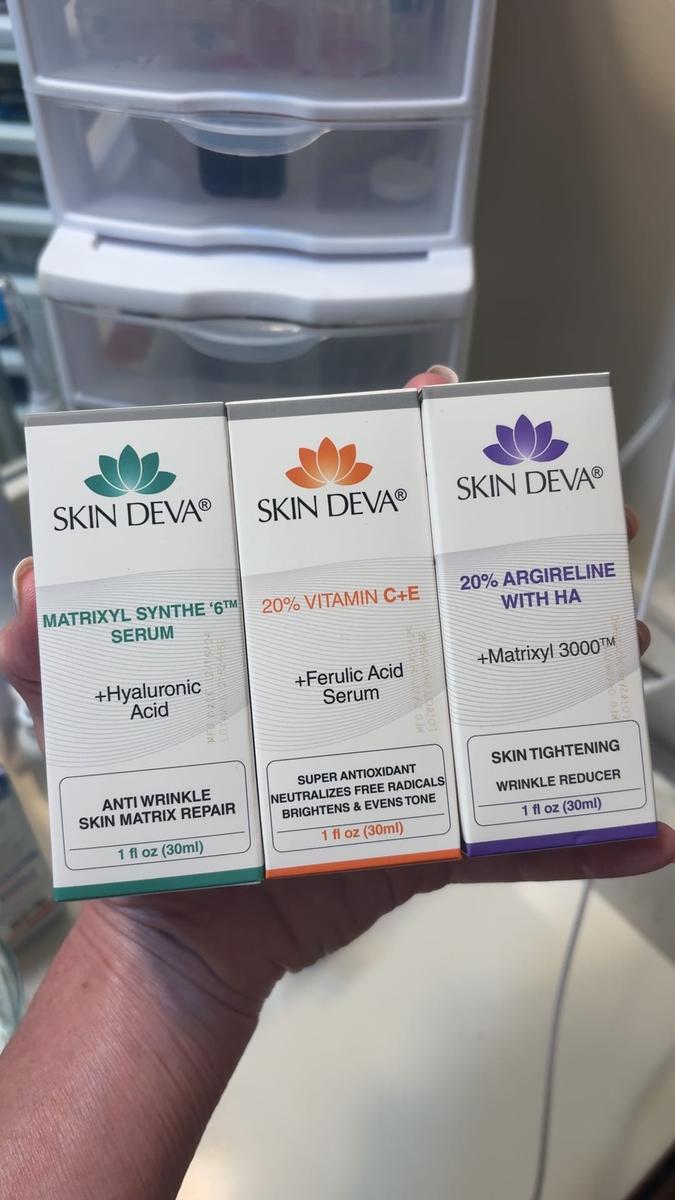 SKIN DEVA®
MATRIXYL SYNTHE ‘6™
SERUM
+Hyaluronic
Acid
ANTI WRINKLE
SKIN MATRIX REPAIR
1 fl oz (30ml)
SKIN DEVA®
20% VITAMIN C+E
+Ferulic Acid
Serum
SUPER ANTIOXIDANT
NEUTRALIZES FREE RADICALS
BRIGHTENS & EVENS TONE
1 fl oz (30ml)
SKIN DEVA®
20% ARGIRELINE
WITH HA
+Matrixyl 3000™
SKIN TIGHTENING
WRINKLE REDUCER
1 fl oz (30ml)